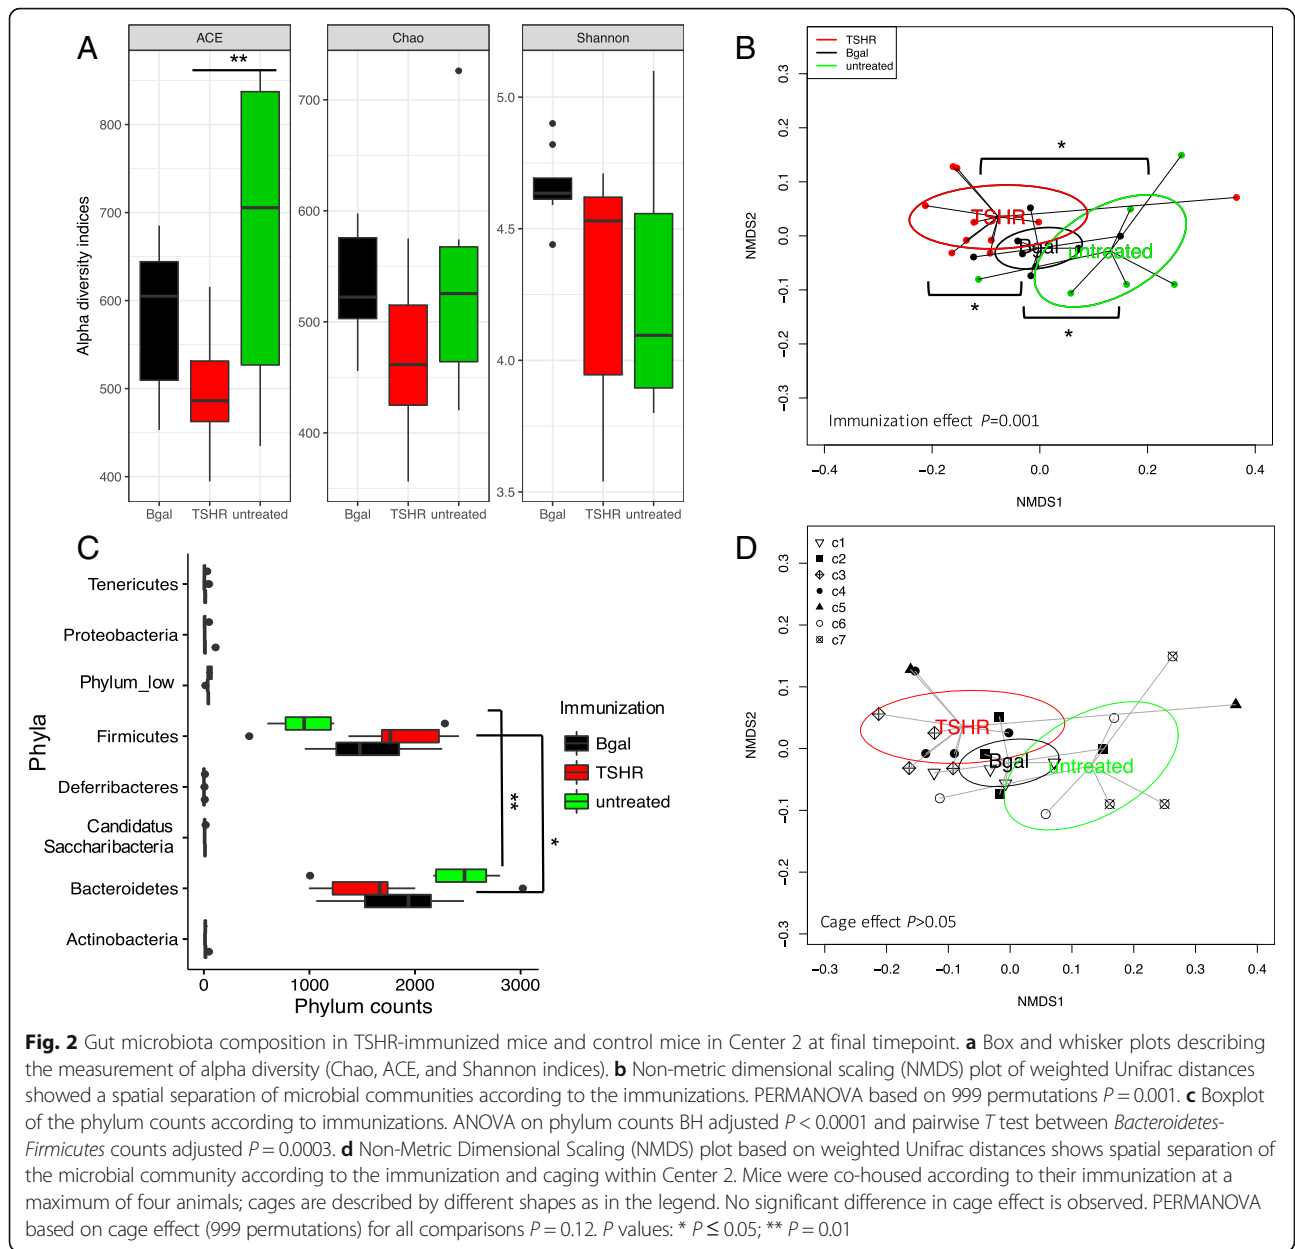 A
ACE
Chao
Shannon
**
Alpha diversity indices
800
700
600
500
400
700
600
500
400
5.0
4.5
4.0
3.5
Bgal
TSHR
untreated
Bgal
TSHR
untreated
Bgal
TSHR
untreated
B
TSHR
Bgal
untreated
NMDS2
0.3
0.2
0.1
0.0
−0.1
−0.2
−0.3
*
TSHR
Bgal
untreated
*
*
Immunization effect P=0.001
−0.4
−0.2
0.0
0.2
0.4
NMDS1
C
Phyla
Tenericutes
Proteobacteria
Phylum_low
Firmicutes
Deferribacteres
Candidatus
Saccharibacteria
Bacteroidetes
Actinobacteria
**
*
Immunization
Bgal
TSHR
untreated
0
1000
2000
3000
Phylum counts
D
c1
c2
c3
c4
c5
c6
c7
NMDS2
0.3
0.2
0.1
0.0
−0.1
−0.2
−0.3
TSHR
Bgal
untreated
Cage effect P>0.05
−0.3
−0.2
−0.1
0.0
0.1
0.2
0.3
0.4
NMDS1
Fig. 2 Gut microbiota composition in TSHR-immunized mice and control mice in Center 2 at final timepoint. a Box and whisker plots describing
the measurement of alpha diversity (Chao, ACE, and Shannon indices). b Non-metric dimensional scaling (NMDS) plot of weighted Unifrac distances
showed a spatial separation of microbial communities according to the immunizations. PERMANOVA based on 999 permutations P = 0.001. c Boxplot
of the phylum counts according to immunizations. ANOVA on phylum counts BH adjusted P < 0.0001 and pairwise T test between Bacteroidetes-
Firmicutes counts adjusted P = 0.0003. d Non-Metric Dimensional Scaling (NMDS) plot based on weighted Unifrac distances shows spatial separation of
the microbial community according to the immunization and caging within Center 2. Mice were co-housed according to their immunization at a
maximum of four animals; cages are described by different shapes as in the legend. No significant difference in cage effect is observed. PERMANOVA
based on cage effect (999 permutations) for all comparisons P = 0.12. P values: * P ≤ 0.05; ** P = 0.01